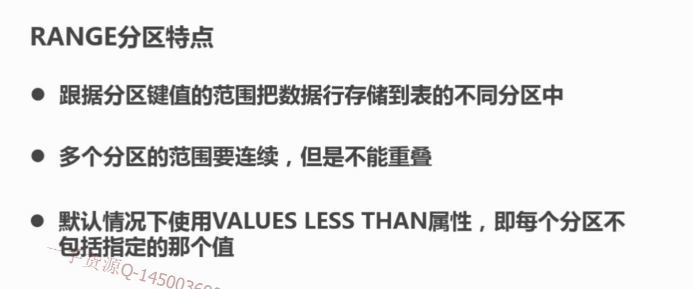 RANGE分区特点
● 跟据分区键值的范围把数据行存储到表的不同分区中
● 多个分区的范围要连续，但是不能重叠
● 默认情况下使用VALUES LESS THAN属性，即每个分区不
包括指定的那个值
资源Q-14500360